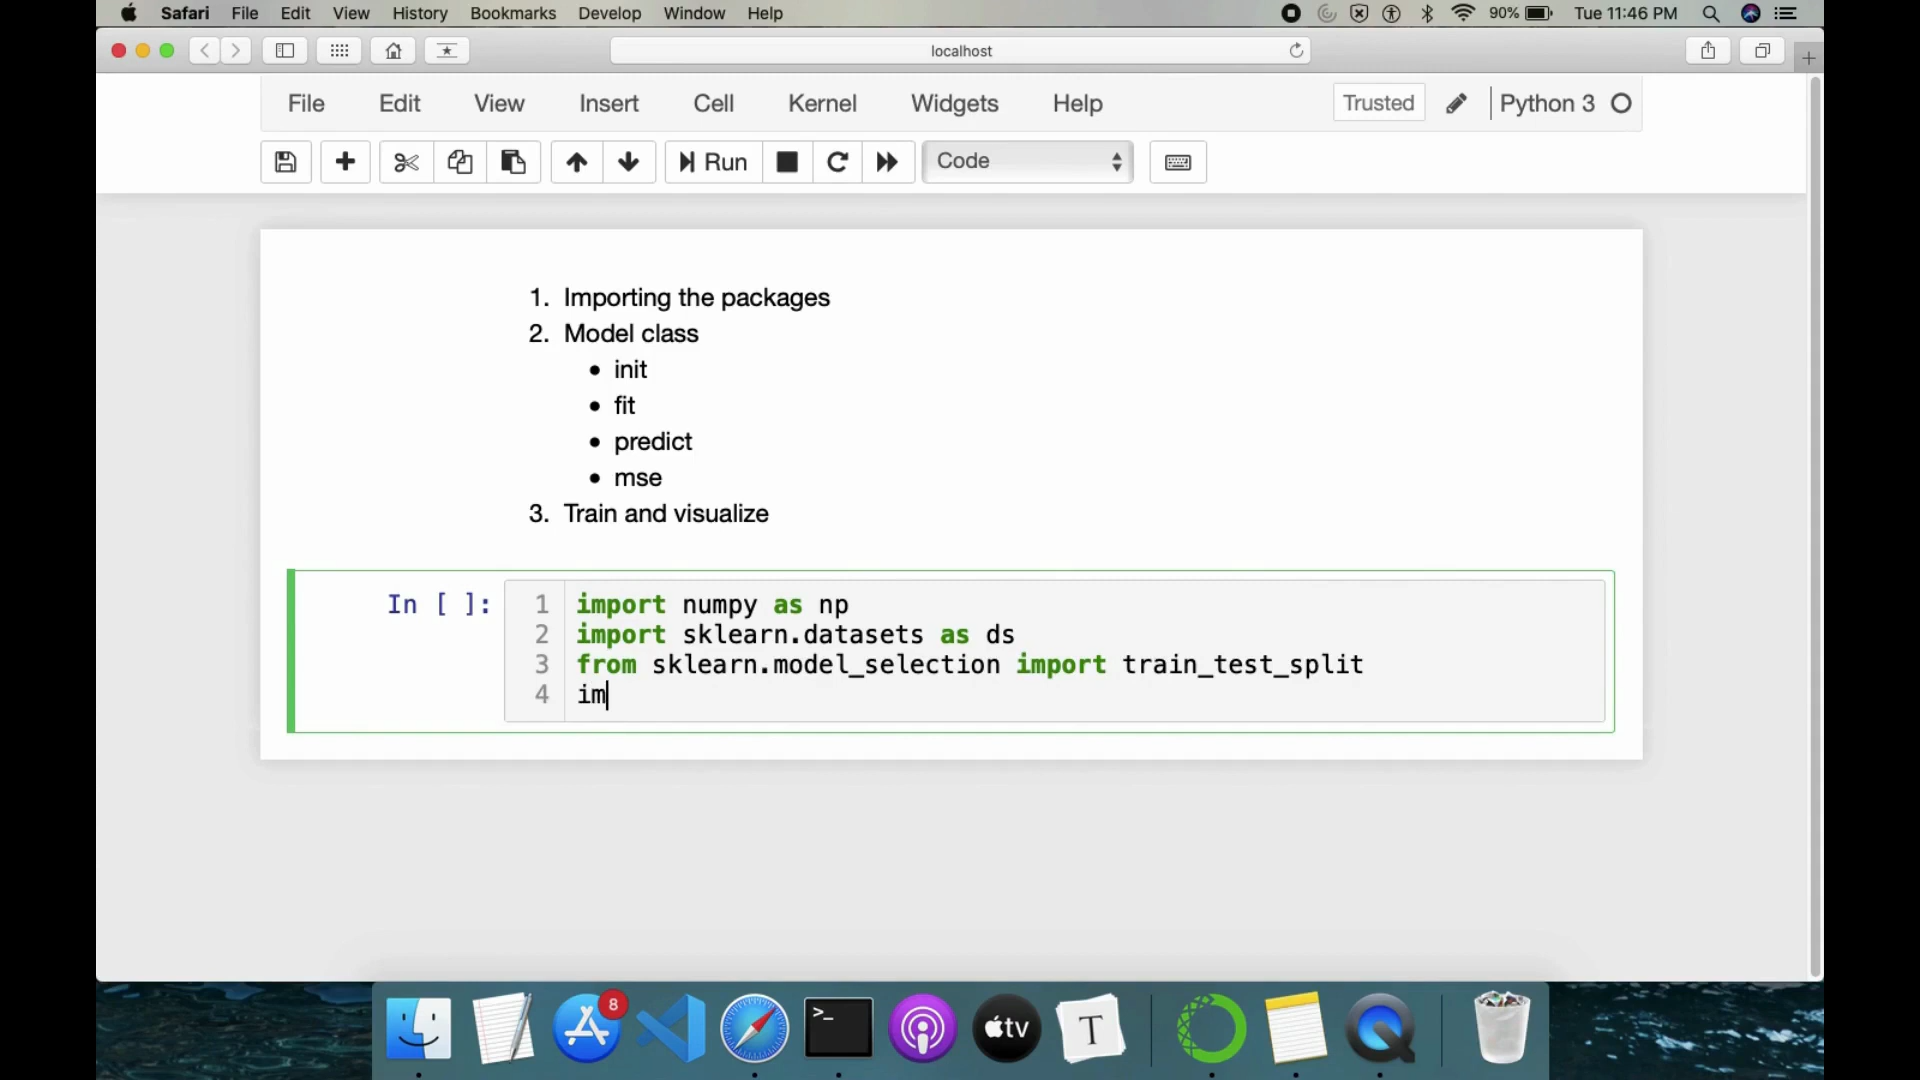 Safari File Edit View History Bookmarks Develop Window Help 90% Tue 11:46 PM
localhost
File Edit View Insert Cell Kernel Widgets Help Trusted Python 3
Run Code
1. Importing the packages
2. Model class
• init
• fit
• predict
• mse
3. Train and visualize
In [ ]: 1 import numpy as np
2 import sklearn.datasets as ds
3 from sklearn.model_selection import train_test_split
4 im
8
>_
tv
T